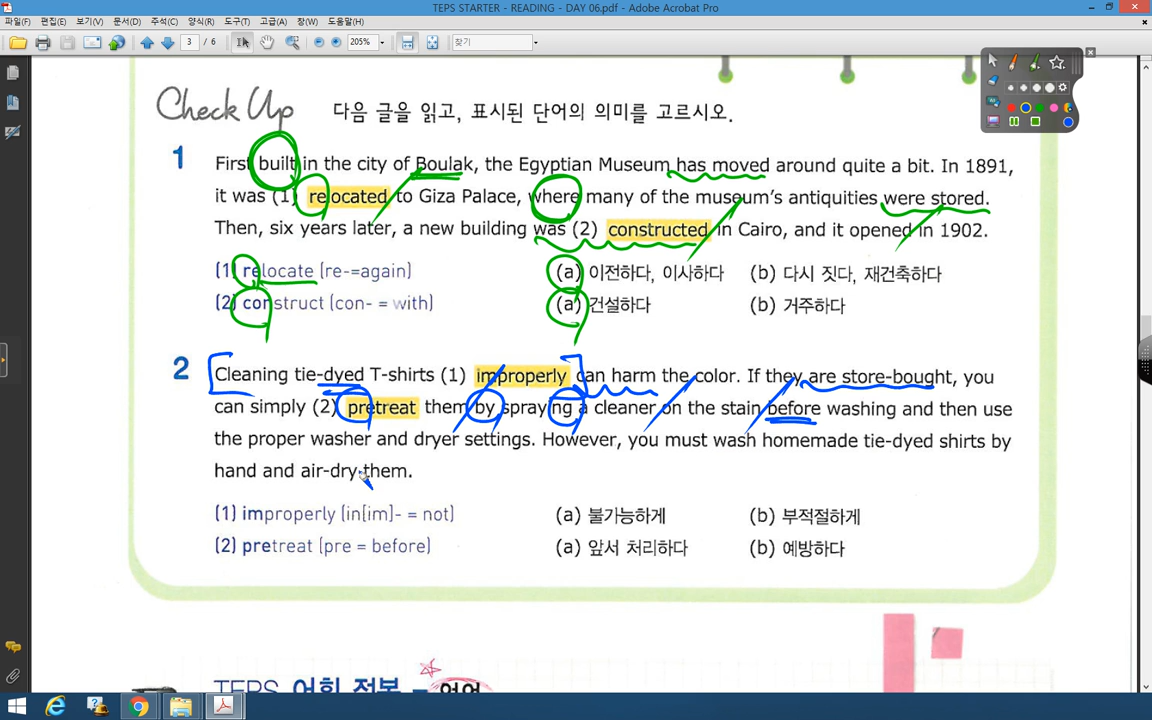 TEPS STARTER - READING - DAY 06.pdf - Adobe Acrobat Pro
파일(F) 편집(E) 보기(V) 문서(D) 주석(C) 양식(R) 도구(T) 고급(A) 창(W) 도움말(H)
3 / 6 205% 찾기
Check Up 다음 글을 읽고, 표시된 단어의 의미를 고르시오.
1 First built in the city of Boulak, the Egyptian Museum has moved around quite a bit. In 1891,
it was (1) relocated to Giza Palace, where many of the museum's antiquities were stored.
Then, six years later, a new building was (2) constructed in Cairo, and it opened in 1902.
(1) relocate (re-=again) (a) 이전하다, 이사하다 (b) 다시 짓다, 재건축하다
(2) construct (con- = with) (a) 건설하다 (b) 거주하다
2 Cleaning tie-dyed T-shirts (1) improperly can harm the color. If they are store-bought, you
can simply (2) pretreat them by spraying a cleaner on the stain before washing and then use
the proper washer and dryer settings. However, you must wash homemade tie-dyed shirts by
hand and air-dry them.
(1) improperly (in[im]- = not) (a) 불가능하게 (b) 부적절하게
(2) pretreat (pre = before) (a) 앞서 처리하다 (b) 예방하다
TEPS 어휘 정복